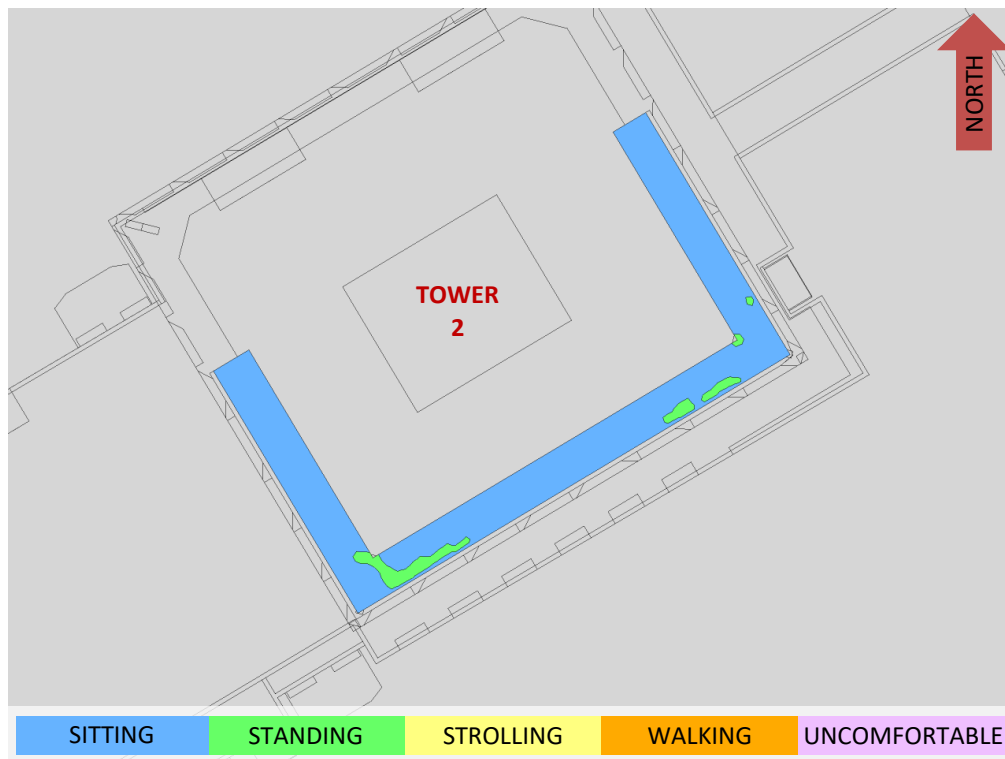 NORTH
TOWER
2
SITTING
STANDING
STROLLING
WALKING
UNCOMFORTABLE